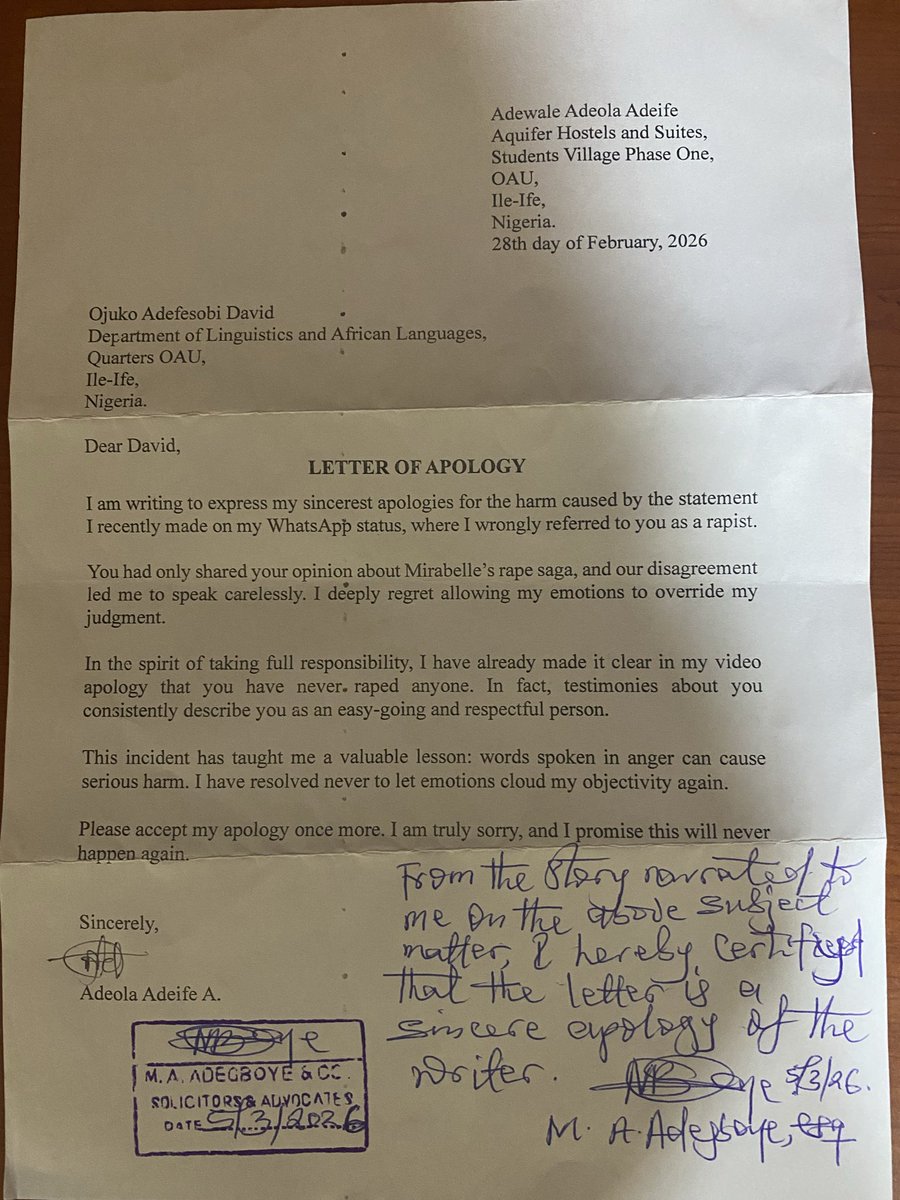 Adewale Adeola Adeife
Aquifer Hostels and Suites,
Students Village Phase One,
OAU,
Ile-Ife,
Nigeria.
28th day of February, 2026
Ojuko Adefesobi David
Department of Linguistics and African Languages,
Quarters OAU,
Ile-Ife,
Nigeria.
Dear David,
LETTER OF APOLOGY
I am writing to express my sincerest apologies for the harm caused by the statement
I recently made on my WhatsApp status, where I wrongly referred to you as a rapist.
You had only shared your opinion about Mirabelle's rape saga, and our disagreement
led me to speak carelessly. I deeply regret allowing my emotions to override my
judgment.
In the spirit of taking full responsibility, I have already made it clear in my video
apology that you have never raped anyone. In fact, testimonies about you
consistently describe you as an easy-going and respectful person.
This incident has taught me a valuable lesson: words spoken in anger can cause
serious harm. I have resolved never to let emotions cloud my objectivity again.
Please accept my apology once more. I am truly sorry, and I promise this will never
happen again.
Sincerely,
Adeola Adeife A.
From the Story narrated to
me on the above subject
matter, I hereby certified
that the letter is a
sincere apology of the
writer.
5/3/26.
M. A. Adegboye, esq
M. A. ADEGBOYE & CO.
SOLICITORS & ADVOCATES
DATE 5/3/2026